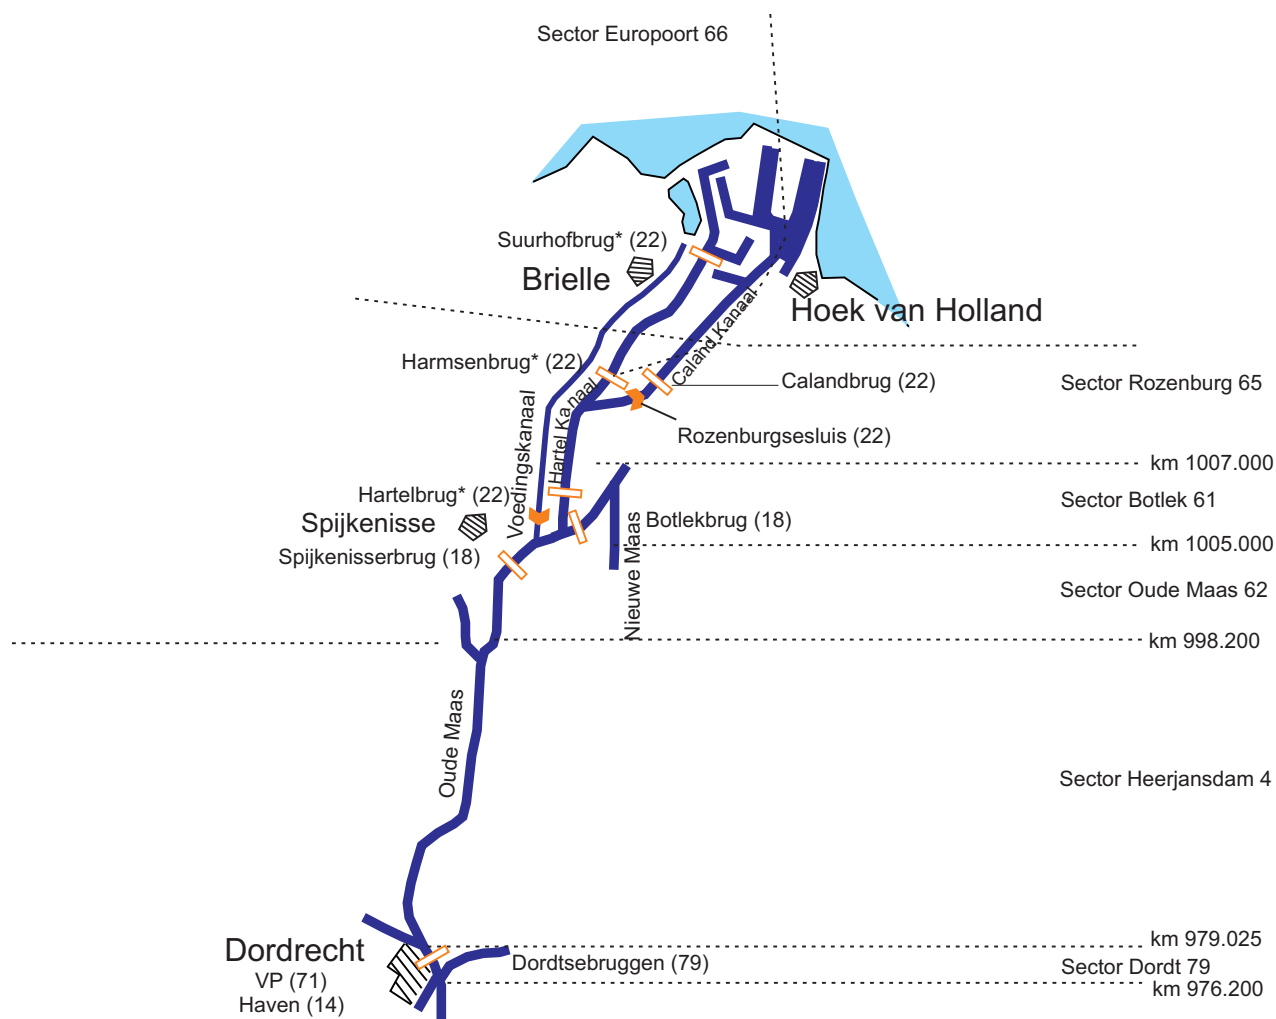 Sector Europoort 66
Suurhofbrug* (22)
Brielle
Hoek van Holland
Caland Kanaal
Harmsenbrug* (22)
Calandbrug (22)
Sector Rozenburg 65
Voedingskanaal
Hartel Kanaal
Rozenburgsesluis (22)
km 1007.000
Hartelbrug* (22)
Sector Botlek 61
Spijkenisse
Botlekbrug (18)
Nieuwe Maas
km 1005.000
Spijkenisserbrug (18)
Sector Oude Maas 62
km 998.200
Oude Maas
Sector Heerjansdam 4
Dordrecht
VP (71)
Haven (14)
km 979.025
Dordtsebruggen (79)
Sector Dordt 79
km 976.200